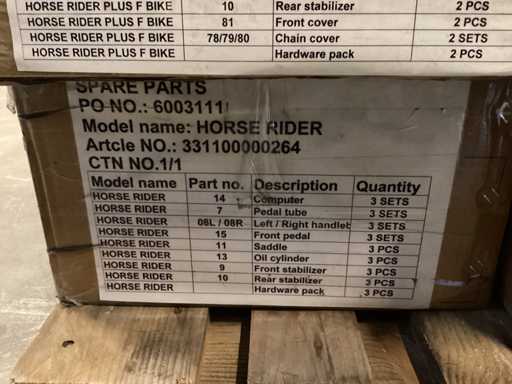 HORSE RIDER PLUS F BIKE 10 Rear stabilizer 2 PCS
HORSE RIDER PLUS F BIKE 81 Front cover 2 PCS
HORSE RIDER PLUS F BIKE 78/79/80 Chain cover 2 SETS
HORSE RIDER PLUS F BIKE Hardware pack 2 PCS
SPARE PARTS
PO NO.: 6003111
Model name: HORSE RIDER
Artcle NO.: 331100000264
CTN NO.1/1
Model name Part no. Description Quantity
HORSE RIDER 14 Computer 3 SETS
HORSE RIDER 7 Pedal tube 3 SETS
HORSE RIDER 08L / 08R Left / Right handleb 3 SETS
HORSE RIDER 15 Front pedal 3 SETS
HORSE RIDER 11 Saddle 3 PCS
HORSE RIDER 13 Oil cylinder 3 PCS
HORSE RIDER 9 Front stabilizer 3 PCS
HORSE RIDER 10 Rear stabilizer 3 PCS
HORSE RIDER Hardware pack 3 PCS